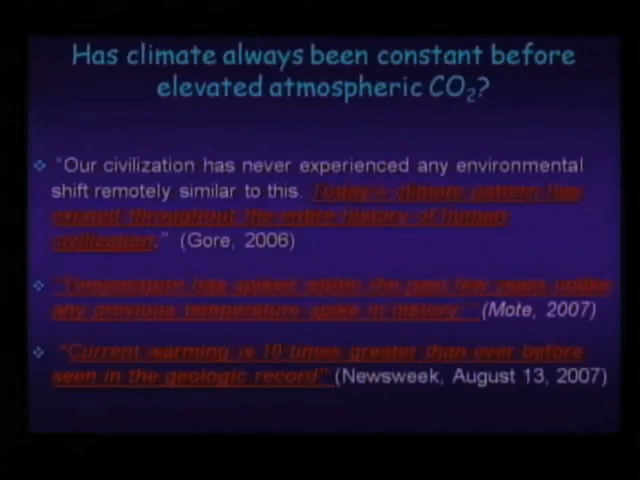 Has climate always been constant before
elevated atmospheric CO2?
"Our civilization has never experienced any environmental
shift remotely similar to this. Today's climate pattern has
existed throughout the entire history of human
civilization." (Gore, 2006)
"Temperature has spiked within the past few years unlike
any previous temperature spike in history" (Mote, 2007)
"Current warming is 10 times greater than ever before
seen in the geologic record" (Newsweek, August 13, 2007)